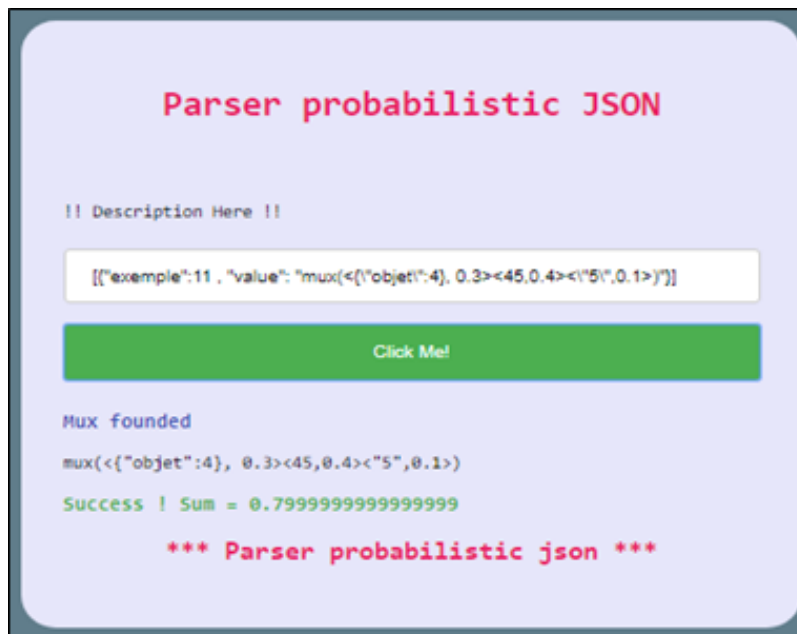 Parser probabilistic JSON
!! Description Here !!
[{"exemple":11 , "value": "mux(<{\"objet\":4}, 0.3><45,0.4><\"5\",0.1>)"}]
Click Me!
Mux founded
mux(<{"objet":4}, 0.3><45,0.4><"5",0.1>)
Success ! Sum = 0.7999999999999999
*** Parser probabilistic json ***